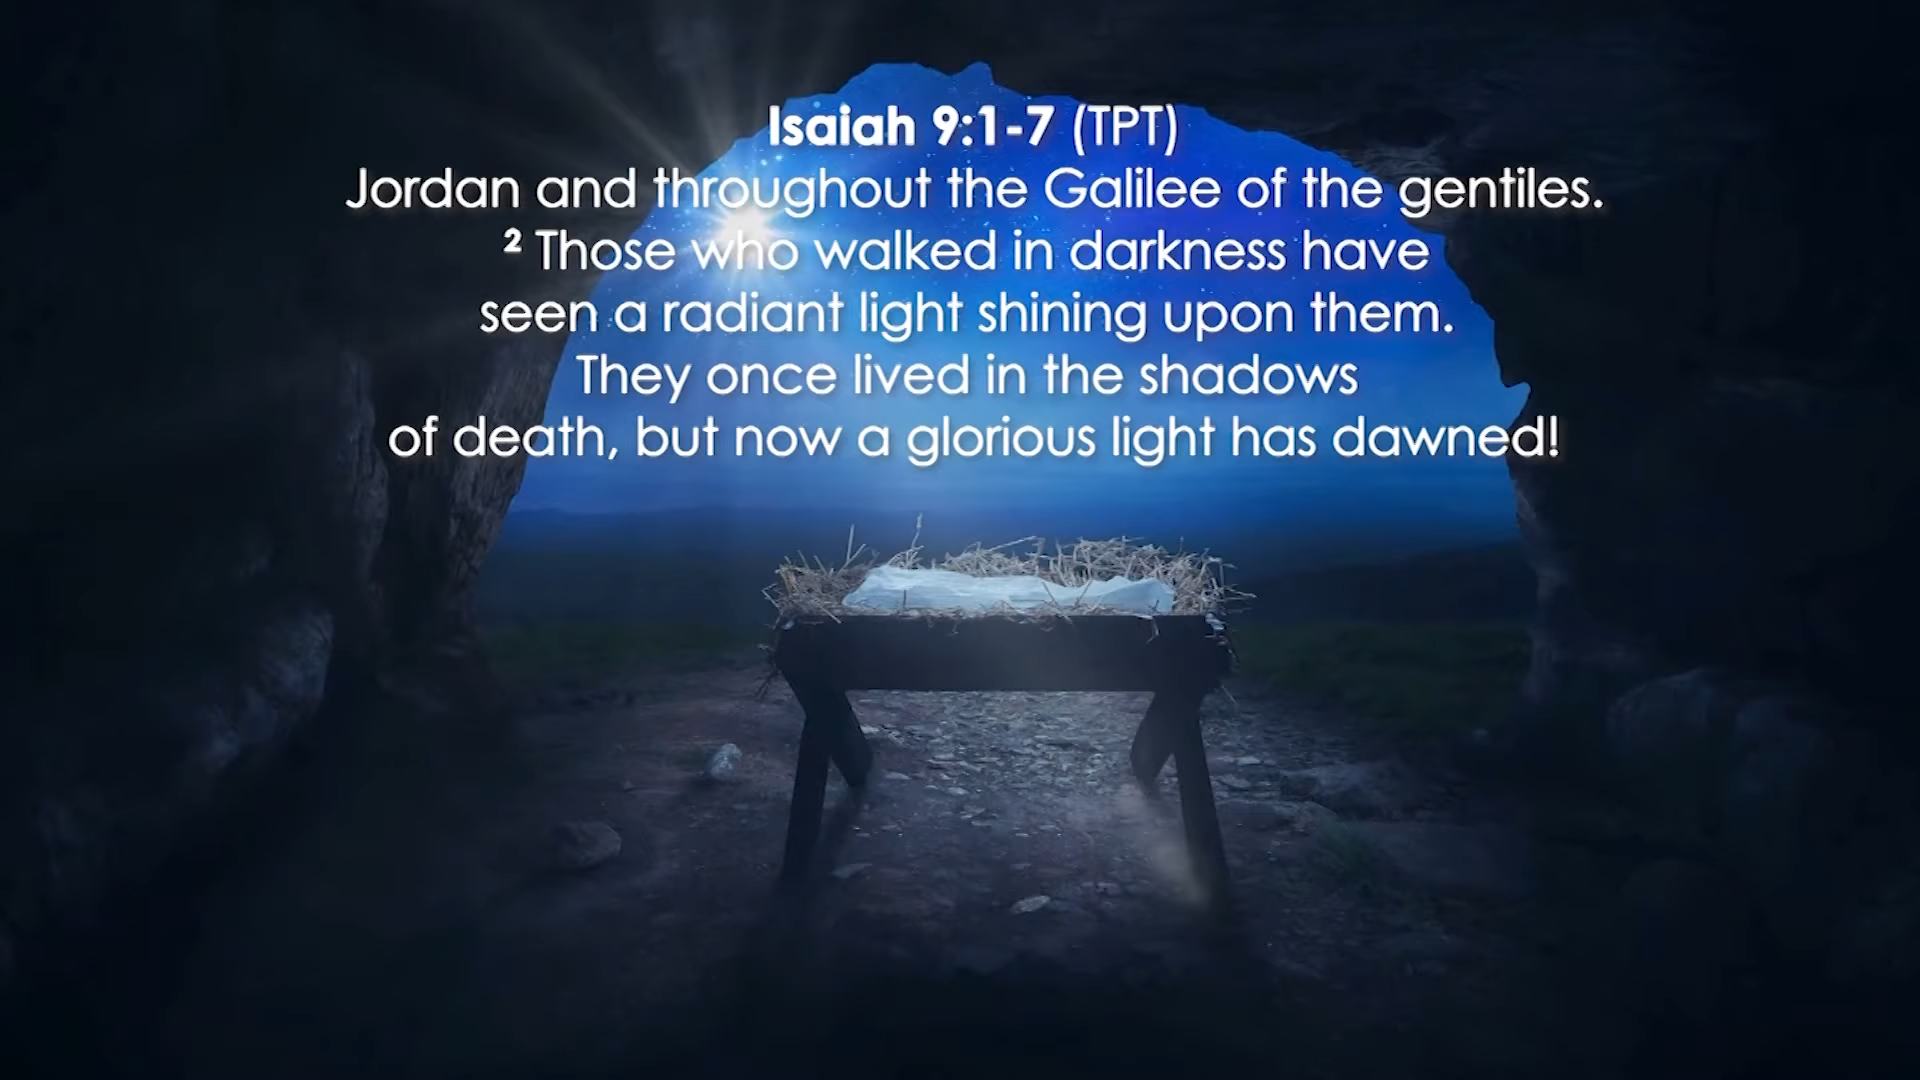 Isaiah 9:1-7 (TPT)
Jordan and throughout the Galilee of the gentiles.
² Those who walked in darkness have
seen a radiant light shining upon them.
They once lived in the shadows
of death, but now a glorious light has dawned!